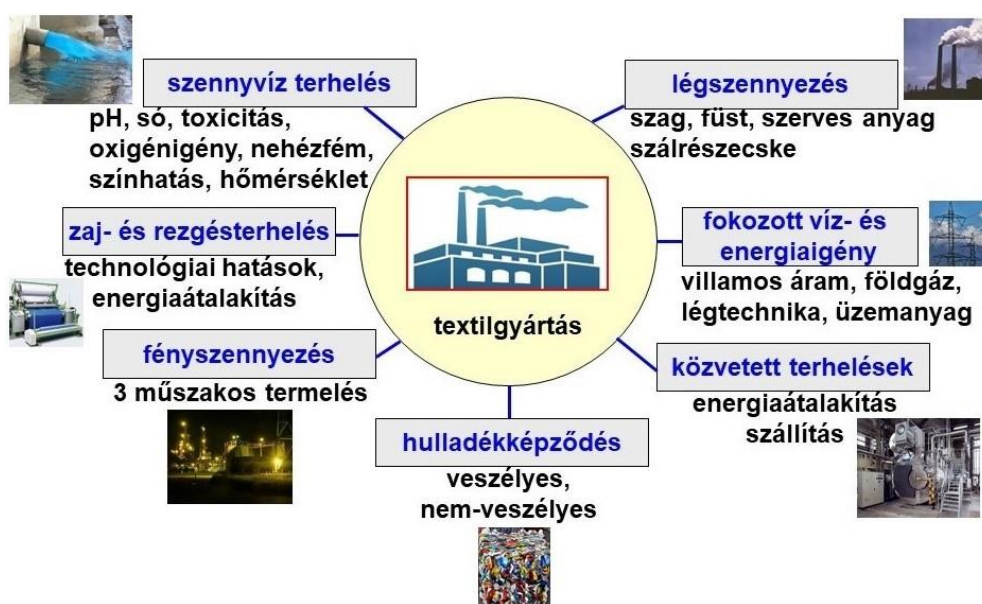 szennyvíz terhelés
pH, só, toxicitás,
oxigénigény, nehézfém,
színhatás, hőmérséklet
légszennyezés
szag, füst, szerves anyag
szálrészecske
zaj- és rezgésterhelés
technológiai hatások,
energiaátalakítás
fokozott víz- és
energiaigény
villamos áram, földgáz,
légtechnika, üzemanyag
textilgyártás
fényszennyezés
3 műszakos termelés
közvetett terhelések
energiaátalakítás
szállítás
hulladékképződés
veszélyes,
nem-veszélyes